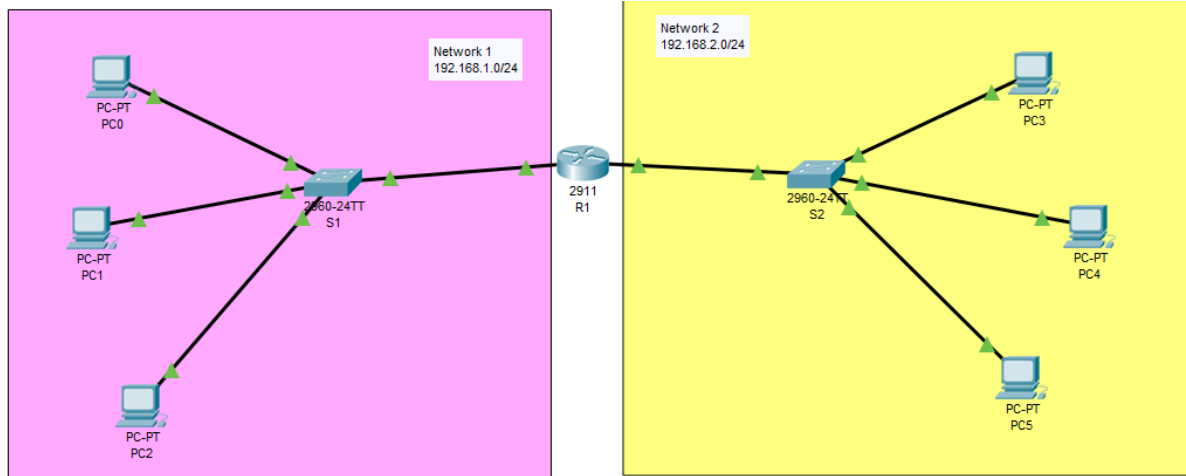 Network 1
192.168.1.0/24
Network 2
192.168.2.0/24
PC-PT
PC0
PC-PT
PC1
PC-PT
PC2
2960-24TT
S1
2911
R1
2960-24TT
S2
PC-PT
PC3
PC-PT
PC4
PC-PT
PC5